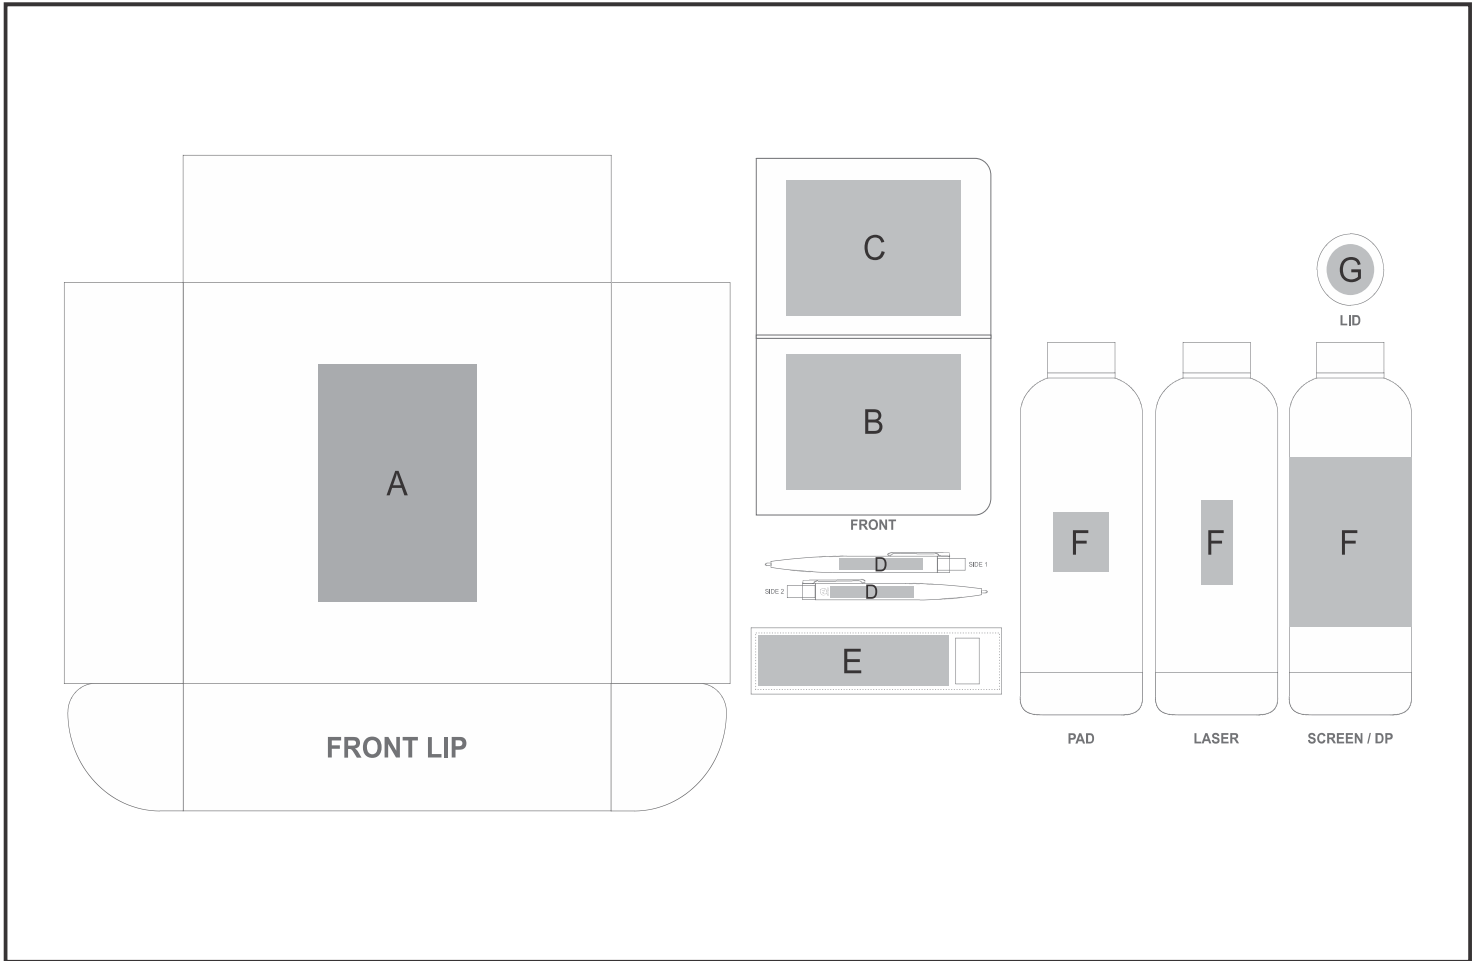 A
FRONT LIP
C
B
FRONT
D
SIDE 1
SIDE 2
D
E
G
LID
F
PAD
F
LASER
F
SCREEN / DP